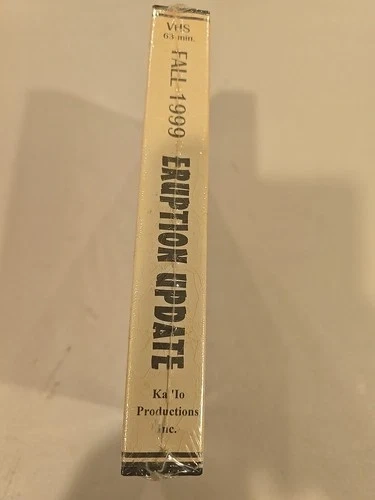 VHS
63 min.
FALL 1999
ERUPTION UPDATE
Ka 'Io
Productions
Inc.